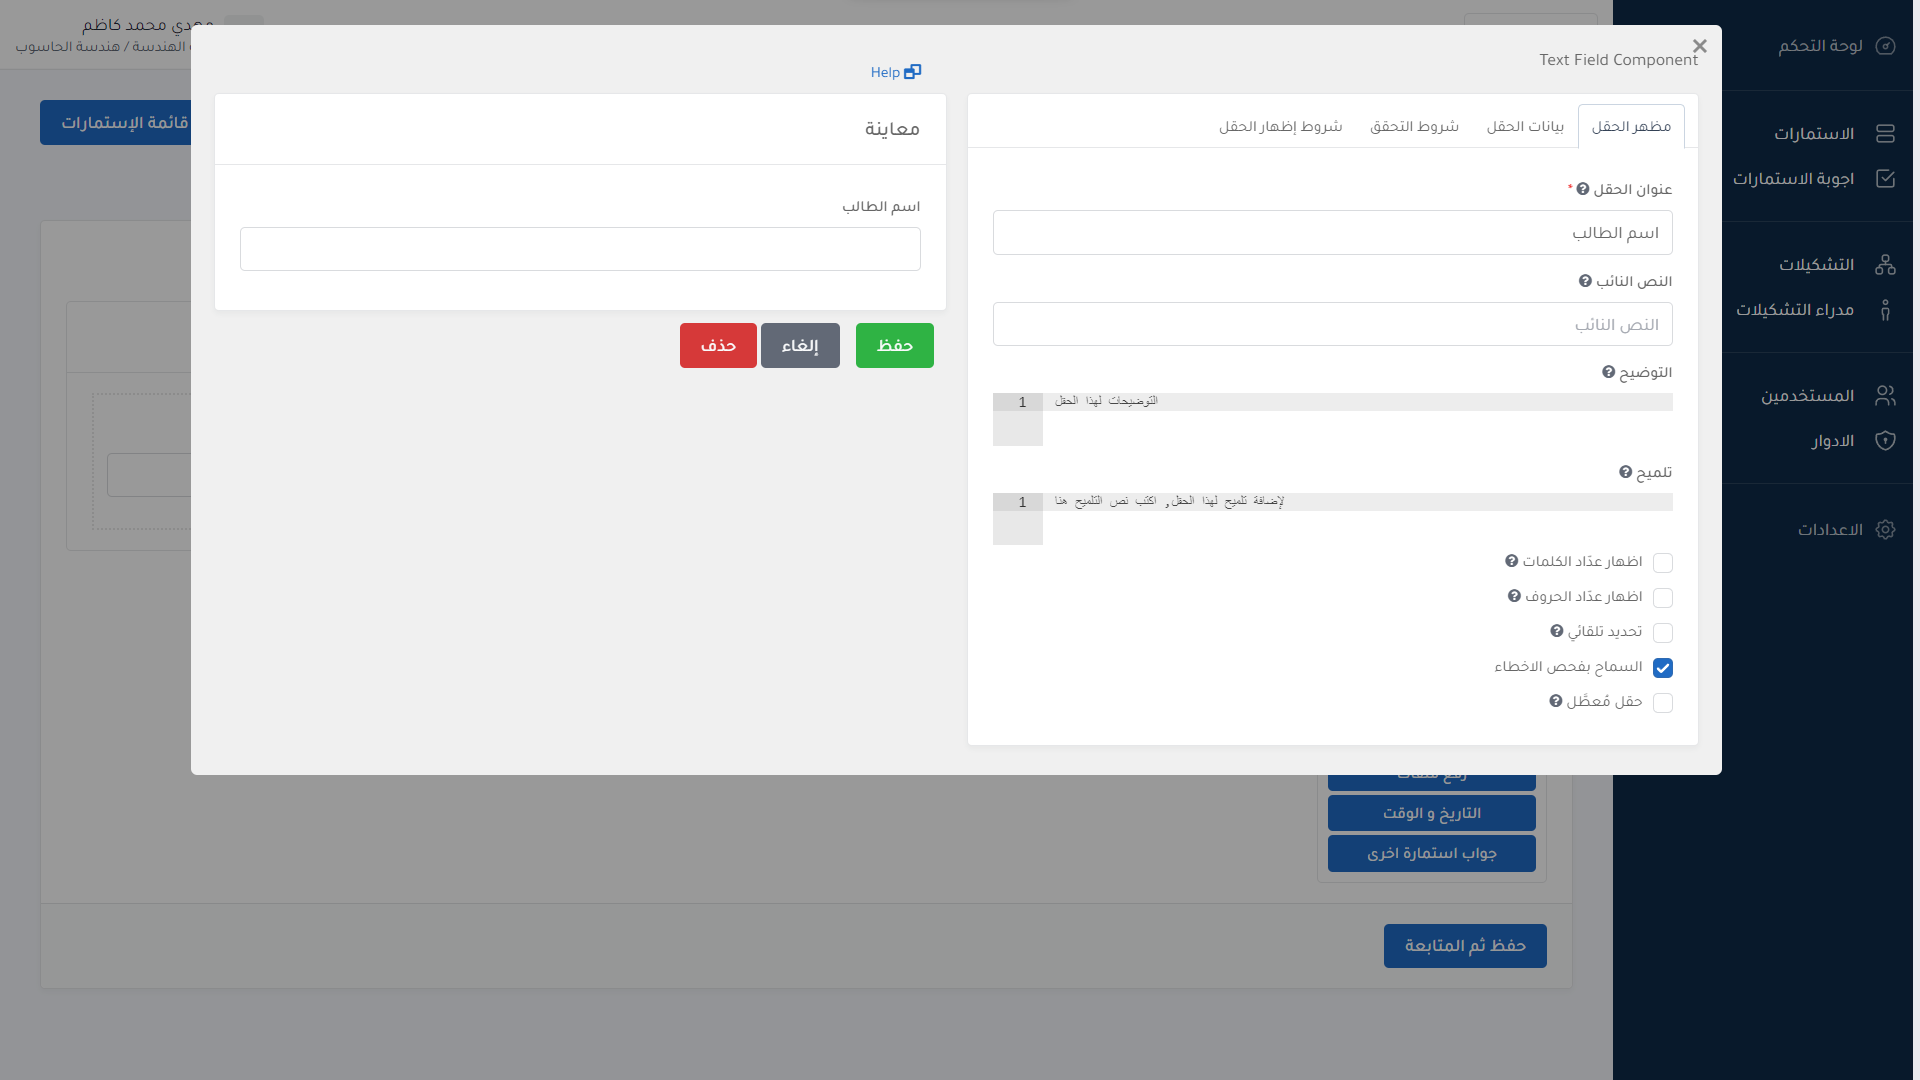 مهدي محمد كاظم
الهندسة / هندسة الحاسوب
قائمة الإستمارات
لوحة التحكم
الاستمارات
اجوبة الاستمارات
التشكيلات
مدراء التشكيلات
المستخدمين
الادوار
الاعدادات
Text Field Component
×
Help
مظهر الحقل
بيانات الحقل
شروط التحقق
شروط إظهار الحقل
عنوان الحقل *
اسم الطالب
النص النائب
النص النائب
التوضيح
1
التوضيحات لهذا الحقل
تلميح
1
لإضافة تلميح لهذا الحقل, اكتب نص التلميح هنا
اظهار عدّاد الكلمات
اظهار عدّاد الحروف
تحديد تلقائي
السماح بفحص الاخطاء
حقل مُعطَّل
معاينة
اسم الطالب
حفظ
إلغاء
حذف
التاريخ و الوقت
جواب استمارة اخرى
حفظ ثم المتابعة